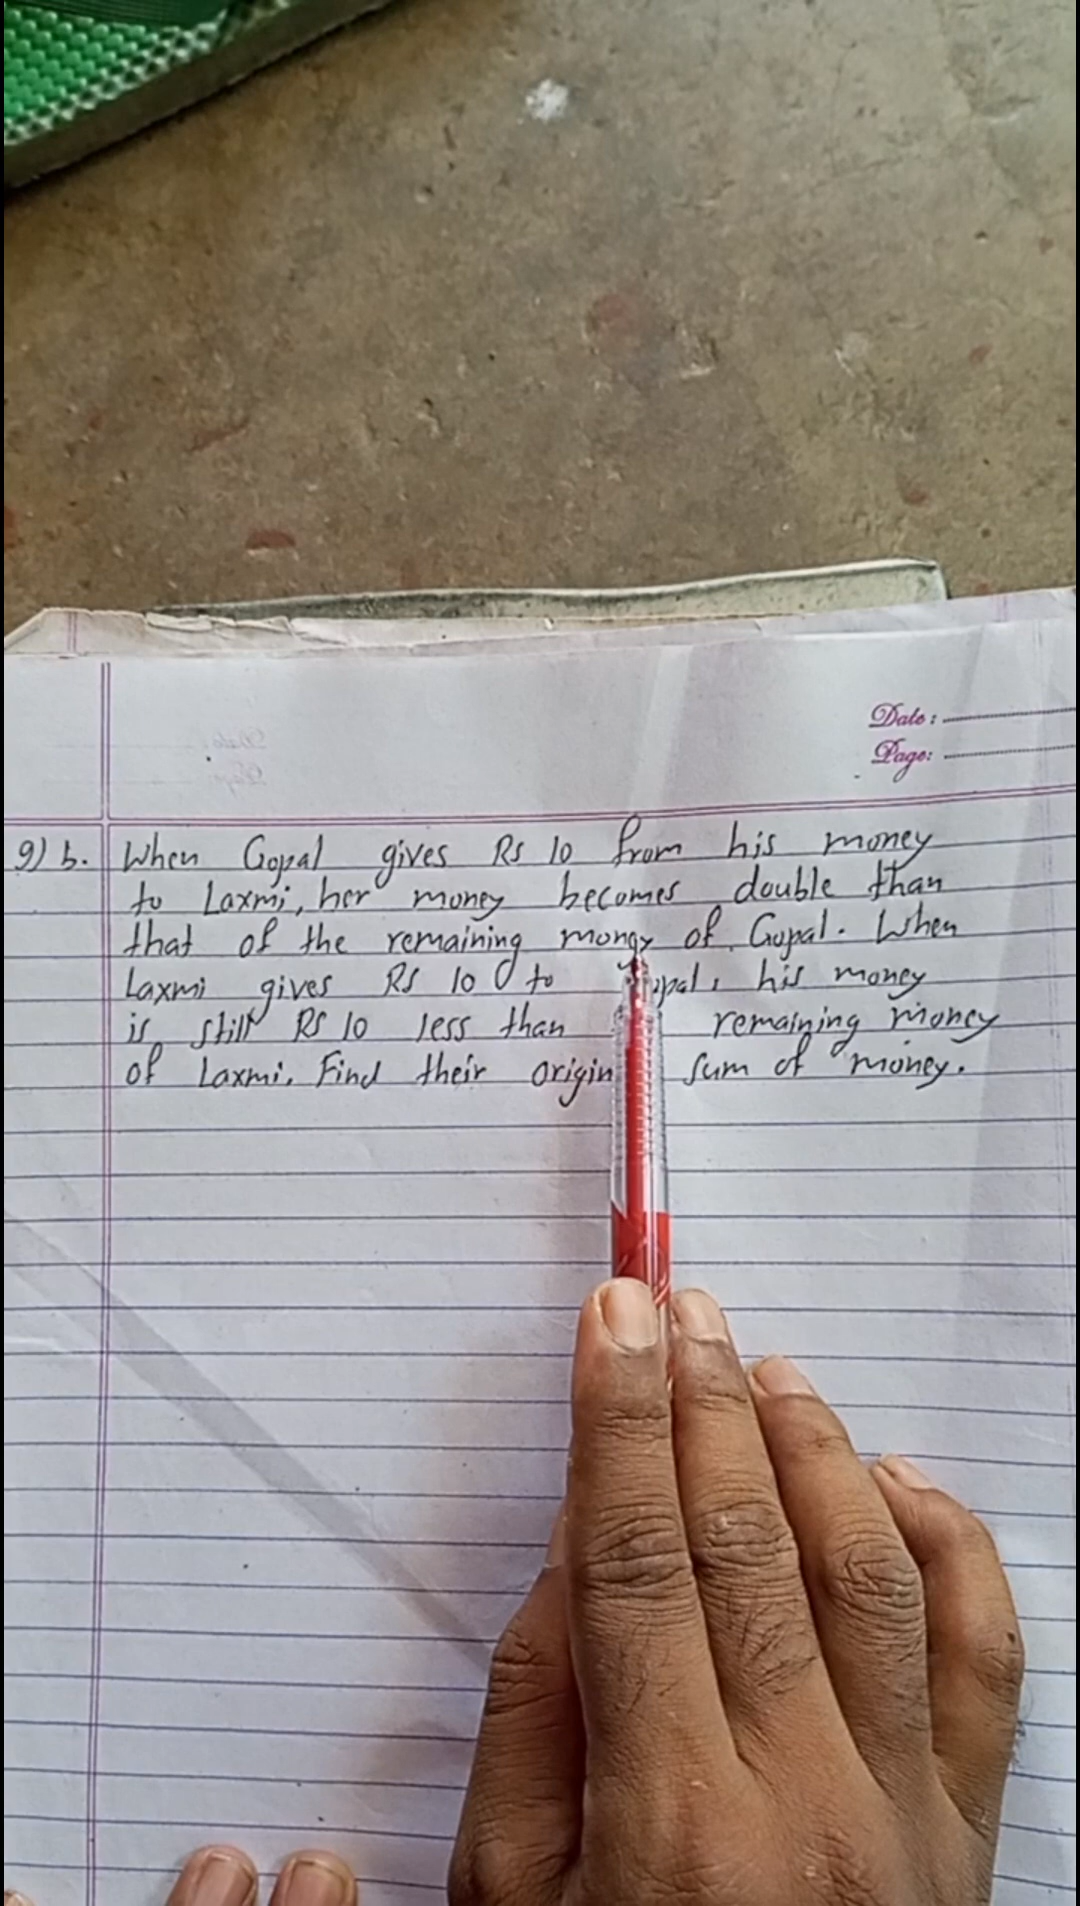 Date:
Page:
9) b. When Gopal gives Rs 10 from his money
to Laxmi, her money becomes double than
that of the remaining money of Gopal. When
Laxmi gives Rs 10 to his money
is still Rs 10 less than remaining money
of Laxmi. Find their sum of money.